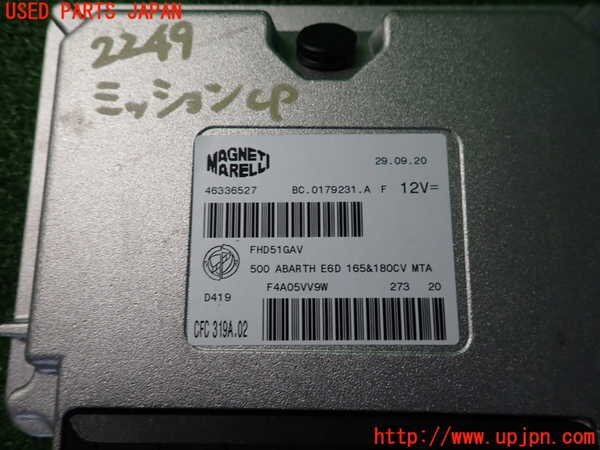 USED PARTS JAPAN
2249
ミッションCP
MAGNETI
MARELLI
29.09.20
46336527 BC.0179231.A F 12V=
FHD51GAV
500 ABARTH E6D 165&180CV MTA
F4A05VV9W 273 20
D419
CFC 319A.02
http://www.upjpn.com/